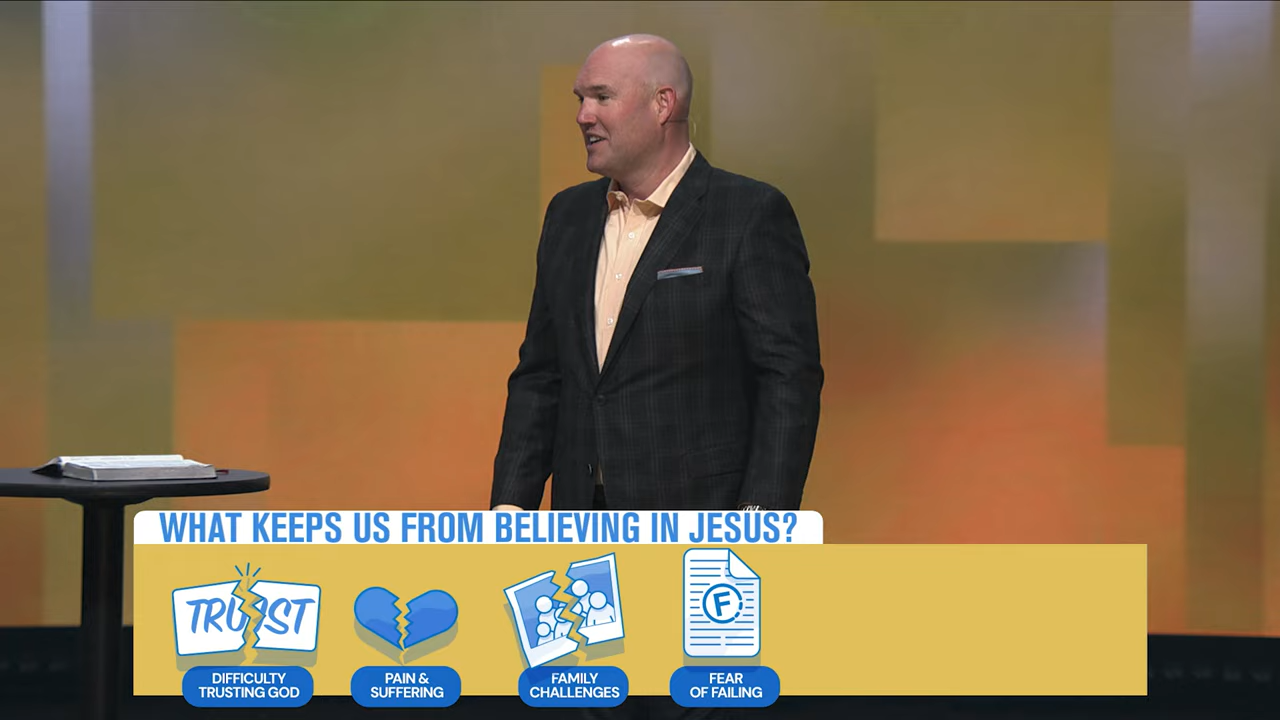 WHAT KEEPS US FROM BELIEVING IN JESUS?
TRUST
F
DIFFICULTY
TRUSTING GOD
PAIN &
SUFFERING
FAMILY
CHALLENGES
FEAR
OF FAILING